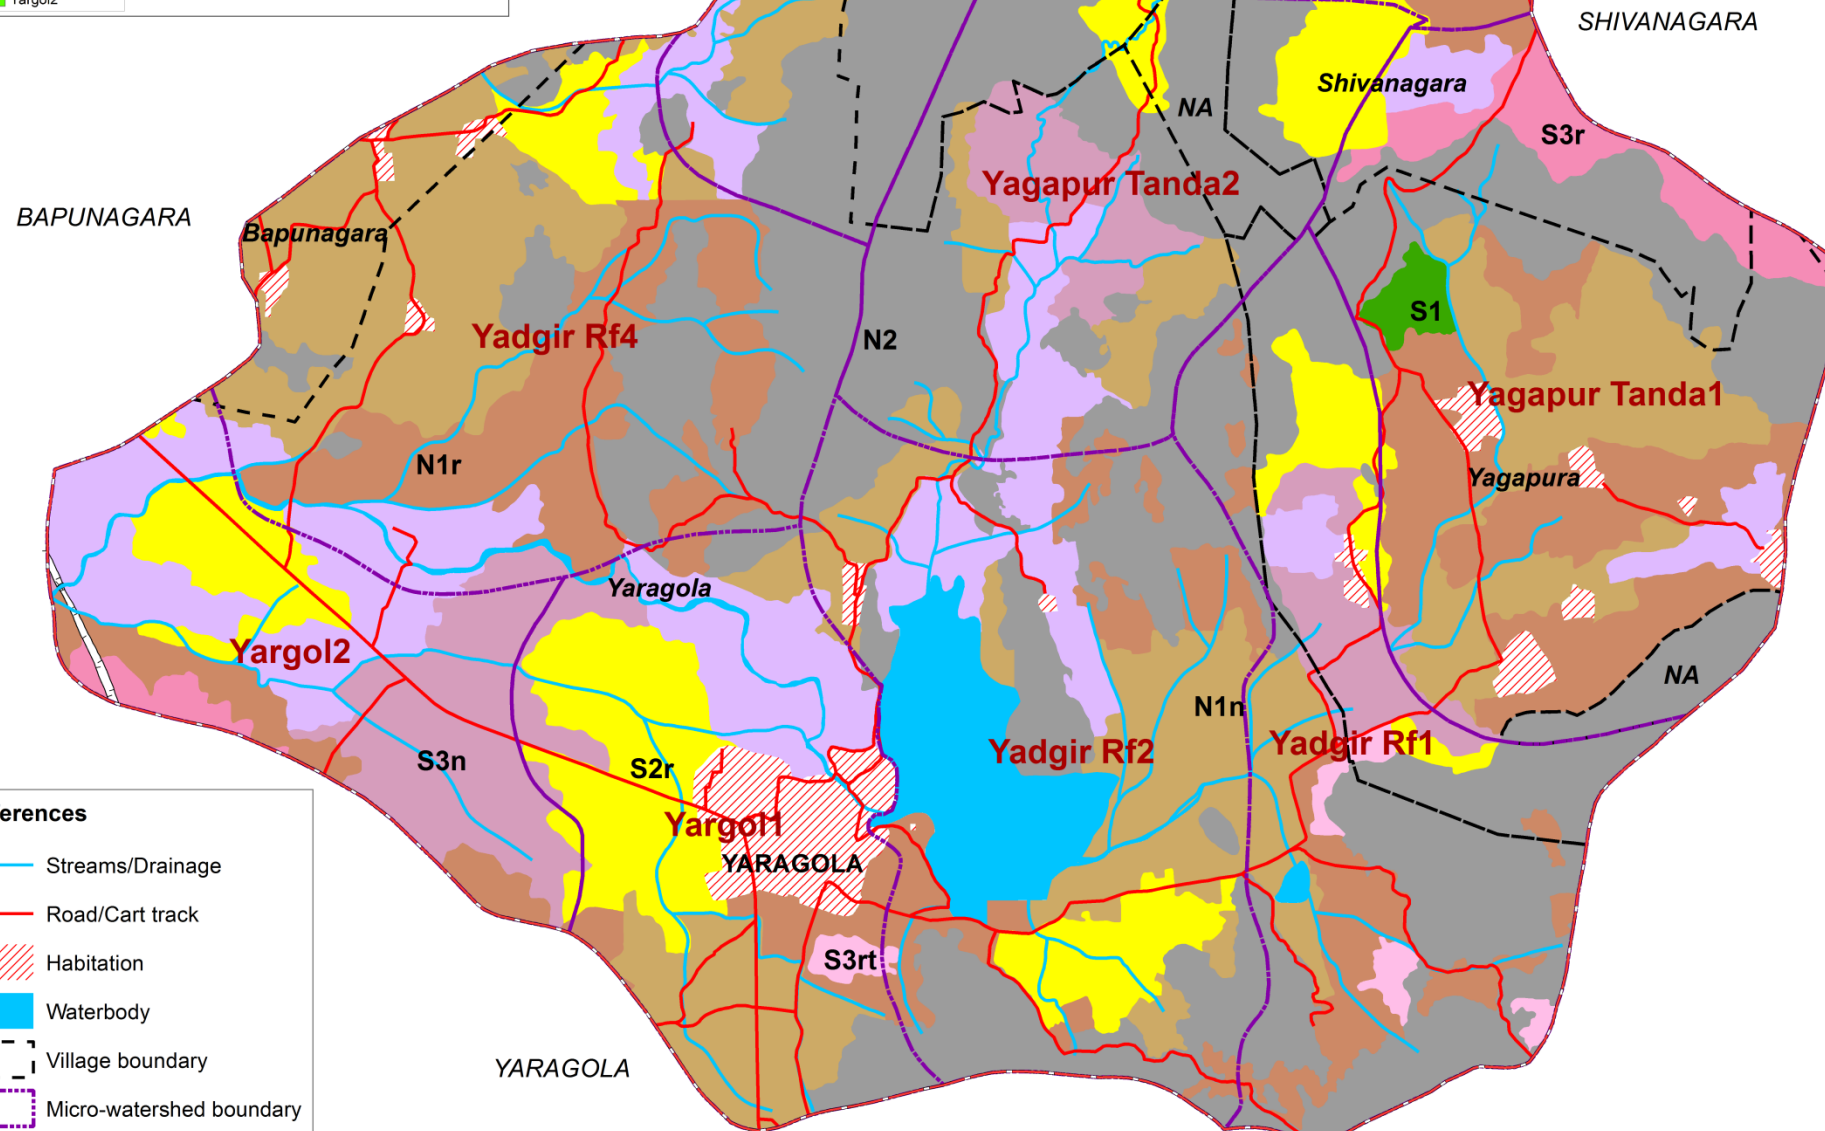 Yargol2
SHIVANAGARA
Shivanagara
NA
S3r
Yagapur Tanda2
BAPUNAGARA
Bapunagara
S1
Yadgir Rf4
N2
Yagapur Tanda1
N1r
Yagapura
Yaragola
Yargol2
NA
N1n
Yadgir Rf2
Yadgir Rf1
S3n
S2r
Yargol1
YARAGOLA
S3rt
YARAGOLA
erences
Streams/Drainage
Road/Cart track
Habitation
Waterbody
Village boundary
Micro-watershed boundary